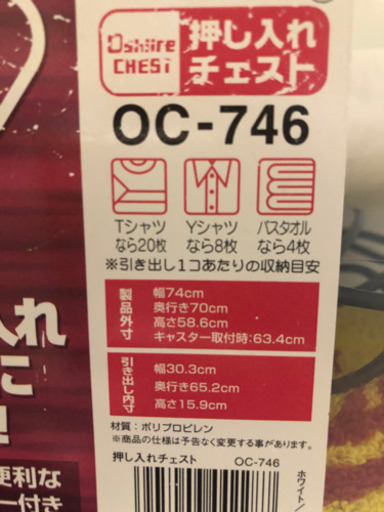 Oshiire
CHEST
押し入れ
チェスト
OC-746
Tシャツ
なら20枚
Yシャツ
なら8枚
バスタオル
なら4枚
※引き出し1コあたりの収納目安
製品外寸
幅74cm
奥行き70cm
高さ58.6cm
キャスター取付時:63.4cm
引き出し内寸
幅30.3cm
奥行き65.2cm
高さ15.9cm
材質:ポリプロピレン
※商品の仕様は予告なく変更する事があります。
押し入れチェスト OC-746
ホワイト/
入れ
に
!
便利な
ー付き